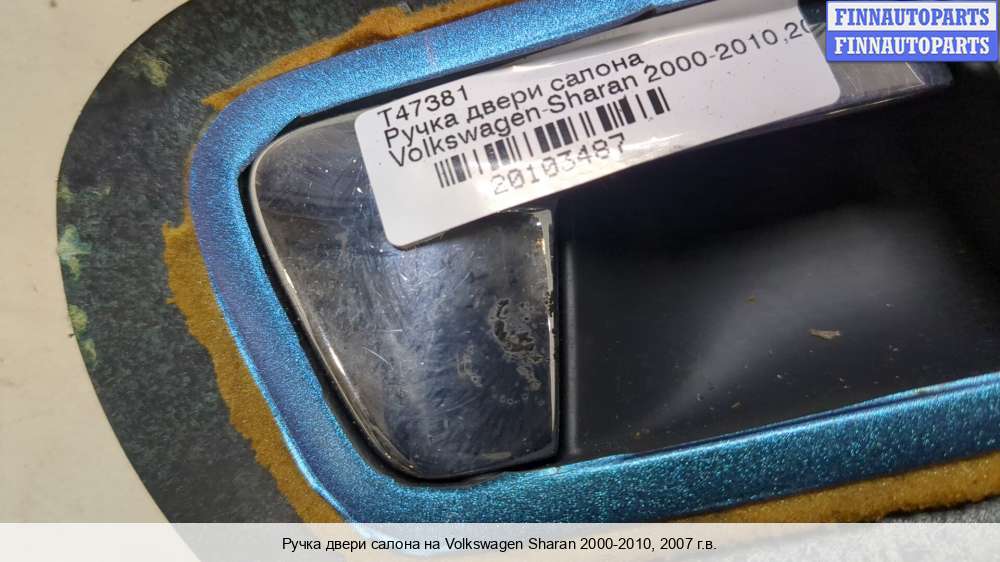 FINNAUTOPARTS
FINNAUTOPARTS
T47381
Ручка двери салона,
Volkswagen-Sharan 2000-2010,20
20103487
Ручка двери салона на Volkswagen Sharan 2000-2010, 2007 г.в.